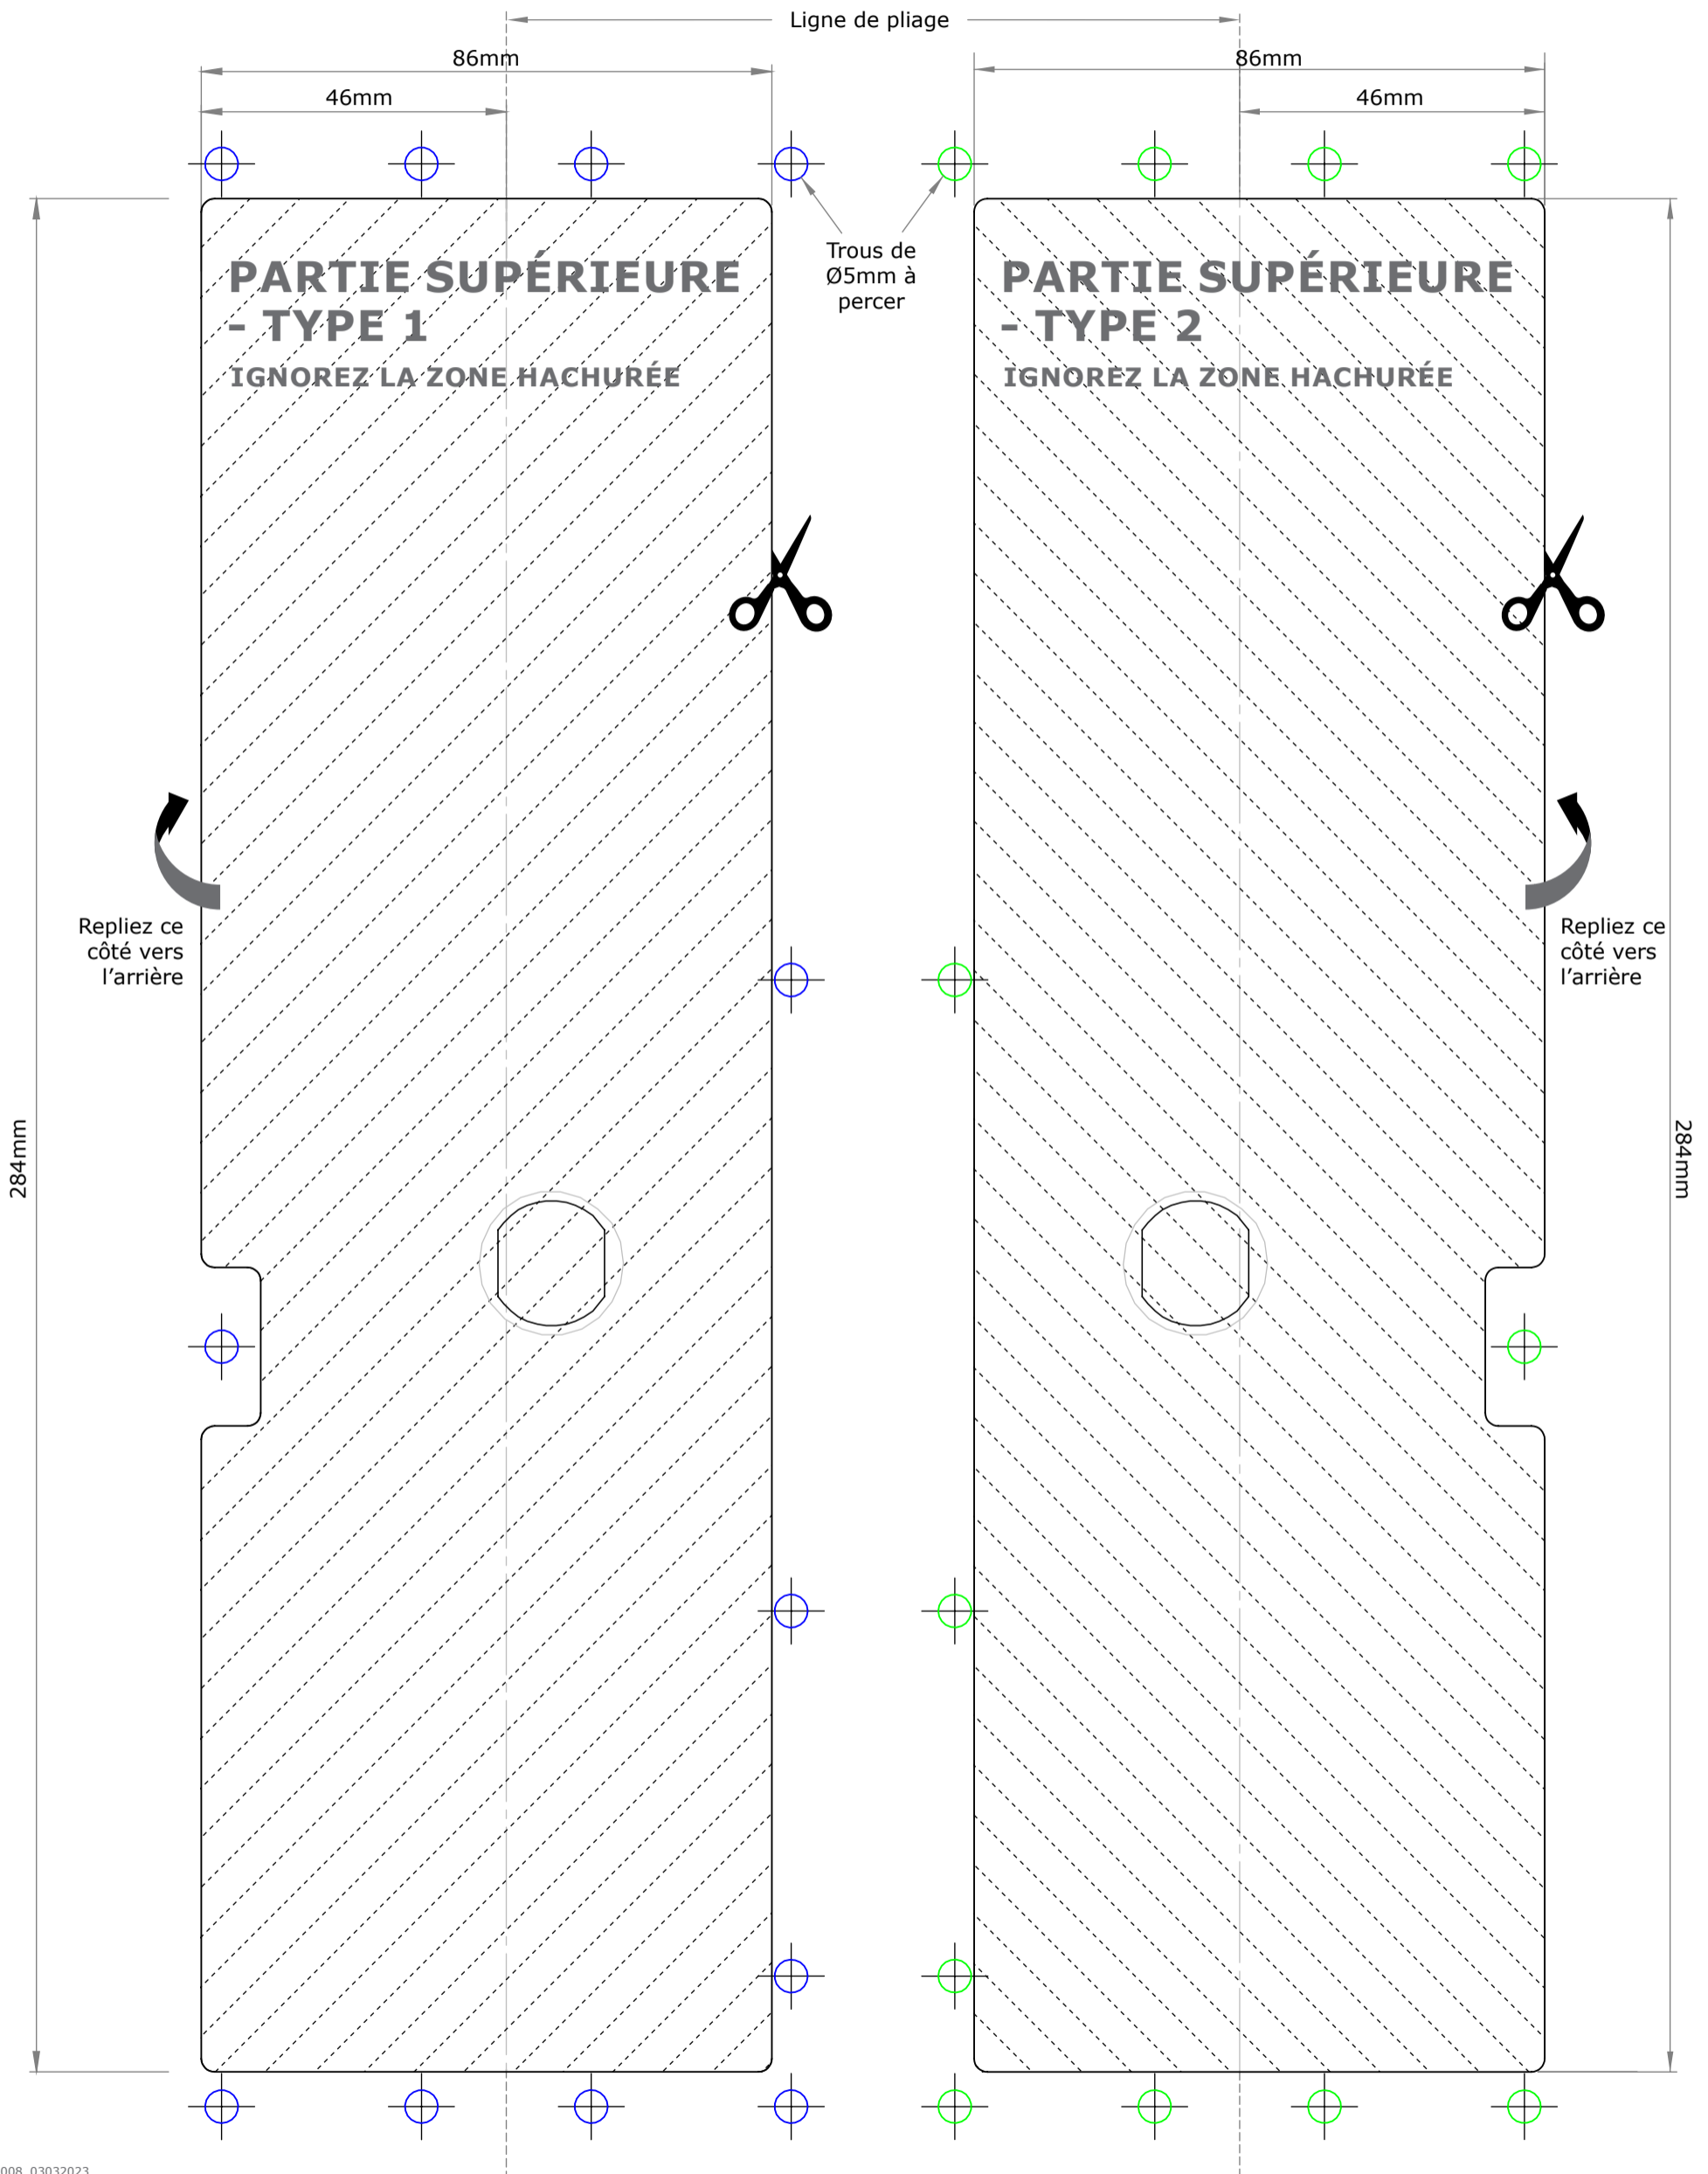 Ligne de pliage
86mm
86mm
46mm
46mm
Trous de
Ø5mm à
percer
PARTIE SUPÉRIEURE
- TYPE 1
IGNOREZ LA ZONE HACHURÉE
PARTIE SUPÉRIEURE
- TYPE 2
IGNOREZ LA ZONE HACHURÉE
Repliez ce
côté vers
l’arrière
Repliez ce
côté vers
l’arrière
284mm
284mm
008_03032023